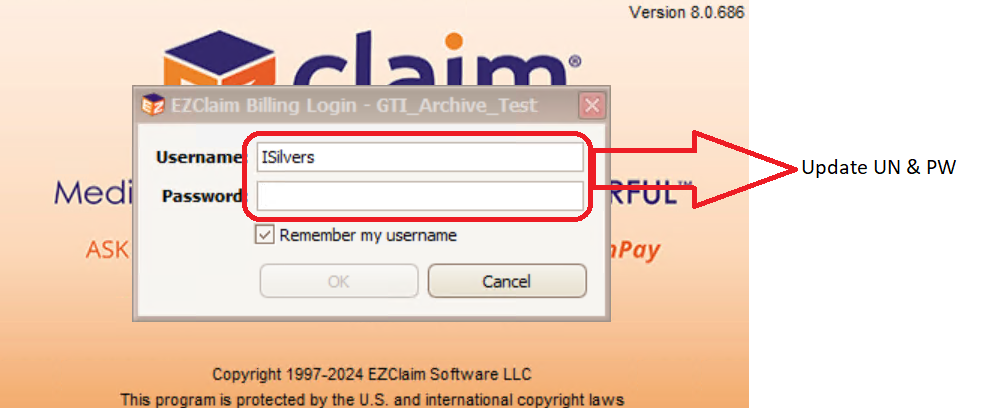 Version 8.0.686
claim®
EZClaim Billing Login - GTI_Archive_Test
Username: ISilvers
Update UN & PW
Password:
Medi RFUL™
Remember my username
ASK Pay
OK Cancel
Copyright 1997-2024 EZClaim Software LLC
This program is protected by the U.S. and international copyright laws